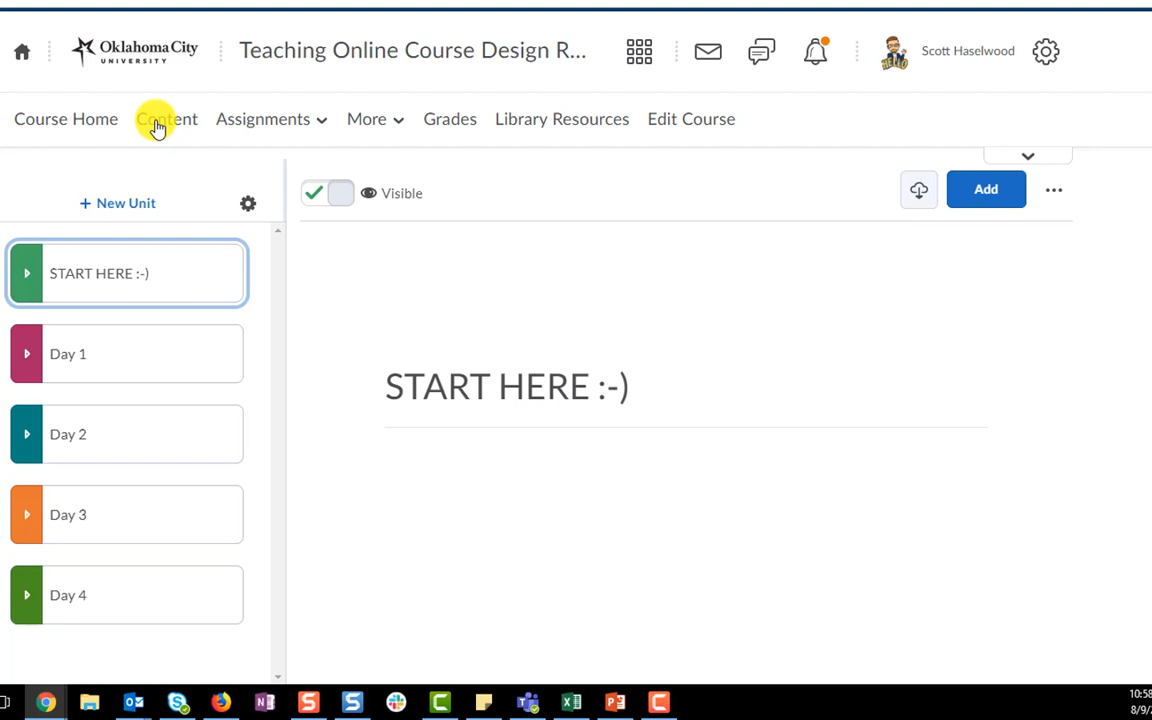 Oklahoma City
UNIVERSITY
Teaching Online Course Design R...
HELLO
Scott Haselwood
Course Home
Content
Assignments
More
Grades
Library Resources
Edit Course
+ New Unit
Visible
Add
START HERE :-)
Day 1
Day 2
Day 3
Day 4
START HERE :-)
10:58
8/9/